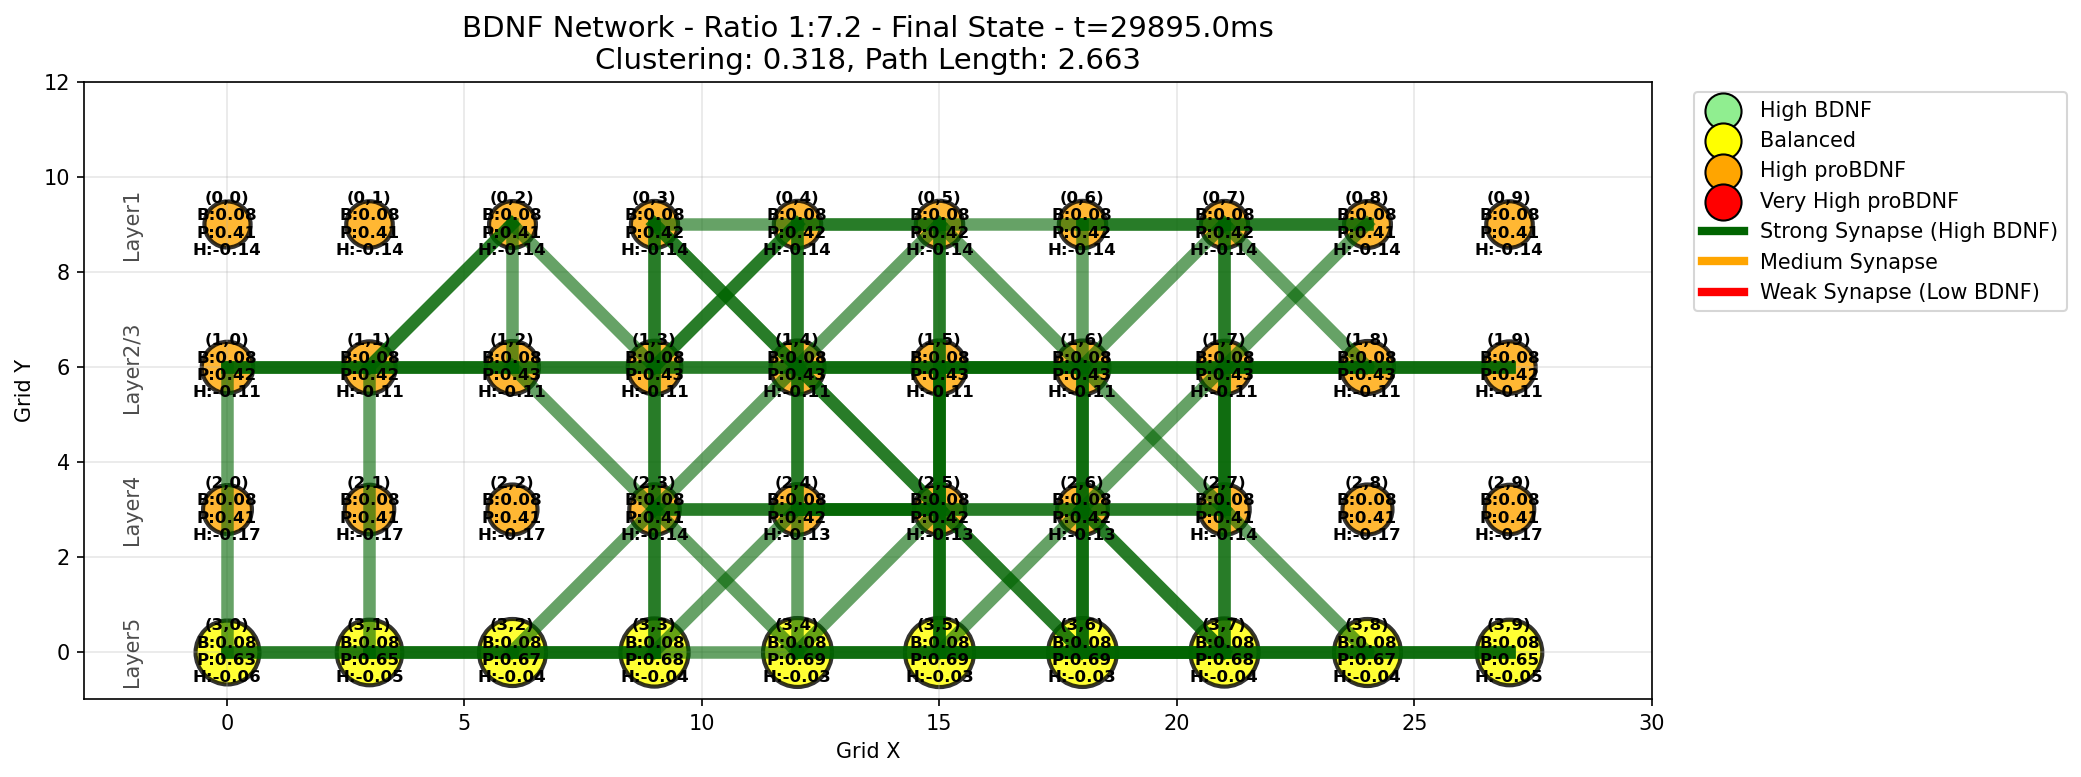 BDNF Network - Ratio 1:7.2 - Final State - t=29895.0ms
Clustering: 0.318, Path Length: 2.663
12
10
8
6
4
2
0
Grid Y
Layer1
Layer2/3
Layer4
Layer5
(0,0) (0,1) (0,2) (0,3) (0,4) (0,5) (0,6) (0,7) (0,8) (0,9)
B:0.08 B:0.08 B:0.08 B:0.08 B:0.08 B:0.08 B:0.08 B:0.08 B:0.08 B:0.08
P:0.41 P:0.41 P:0.41 P:0.42 P:0.42 P:0.42 P:0.42 P:0.42 P:0.41 P:0.41
H:-0.14 H:-0.14 H:-0.14 H:-0.14 H:-0.14 H:-0.14 H:-0.14 H:-0.14 H:-0.14 H:-0.14
(1,0) (1,1) (1,2) (1,3) (1,4) (1,5) (1,6) (1,7) (1,8) (1,9)
B:0.08 B:0.08 B:0.08 B:0.08 B:0.08 B:0.08 B:0.08 B:0.08 B:0.08 B:0.08
P:0.42 P:0.42 P:0.43 P:0.43 P:0.43 P:0.43 P:0.43 P:0.43 P:0.43 P:0.42
H:-0.11 H:-0.11 H:-0.11 H:-0.11 H:-0.11 H:-0.11 H:-0.11 H:-0.11 H:-0.11 H:-0.11
(2,0) (2,1) (2,2) (2,3) (2,4) (2,5) (2,6) (2,7) (2,8) (2,9)
B:0.08 B:0.08 B:0.08 B:0.08 B:0.08 B:0.08 B:0.08 B:0.08 B:0.08 B:0.08
P:0.41 P:0.41 P:0.41 P:0.41 P:0.42 P:0.42 P:0.42 P:0.41 P:0.41 P:0.41
H:-0.17 H:-0.17 H:-0.17 H:-0.14 H:-0.13 H:-0.13 H:-0.13 H:-0.14 H:-0.17 H:-0.17
(3,0) (3,1) (3,2) (3,3) (3,4) (3,5) (3,6) (3,7) (3,8) (3,9)
B:0.08 B:0.08 B:0.08 B:0.08 B:0.08 B:0.08 B:0.08 B:0.08 B:0.08 B:0.08
P:0.63 P:0.65 P:0.67 P:0.68 P:0.69 P:0.69 P:0.69 P:0.68 P:0.67 P:0.65
H:-0.06 H:-0.05 H:-0.04 H:-0.04 H:-0.03 H:-0.03 H:-0.03 H:-0.04 H:-0.04 H:-0.05
0 5 10 15 20 25 30
Grid X
High BDNF
Balanced
High proBDNF
Very High proBDNF
Strong Synapse (High BDNF)
Medium Synapse
Weak Synapse (Low BDNF)